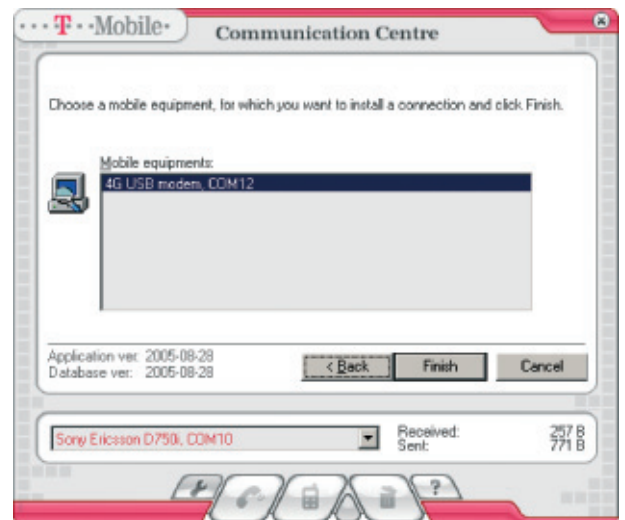 ···T··Mobile·
Communication Centre
Choose a mobile equipment, for which you want to install a connection and click Finish.
Mobile equipments:
4G USB modem, COM12
Application ver: 2005-08-28
Database ver: 2005-08-28
< Back
Finish
Cancel
Sony Ericsson D750i, COM10
Received: 257 B
Sent: 771 B
?